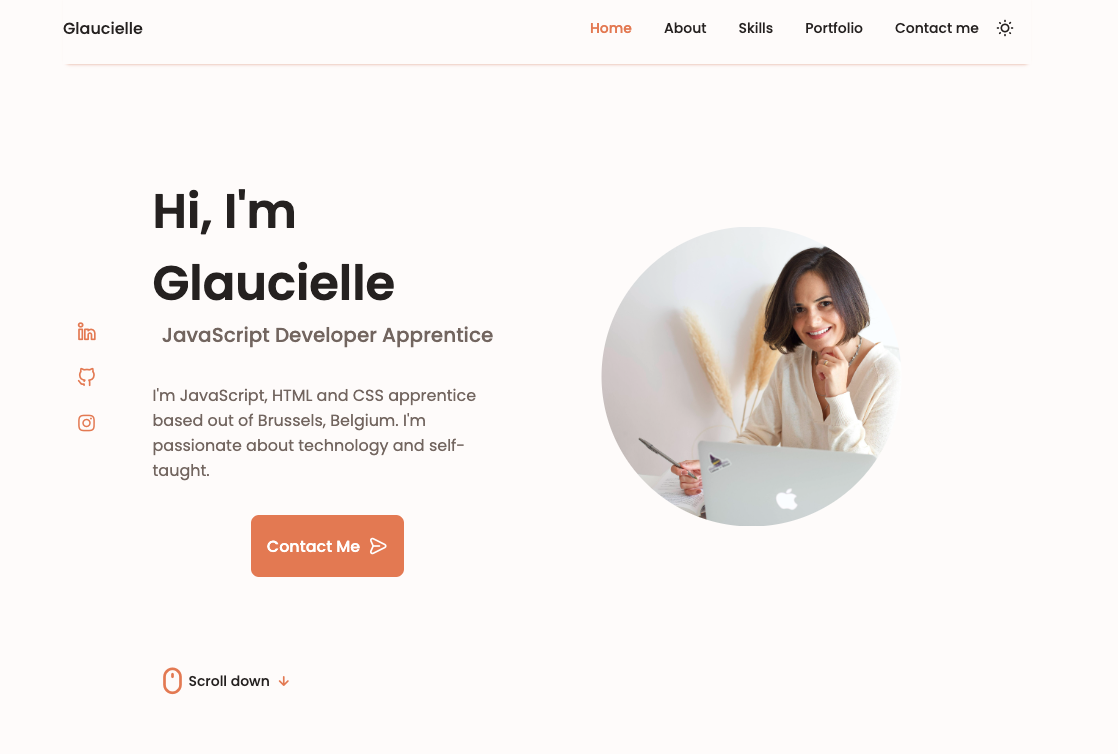 Glaucielle
Home About Skills Portfolio Contact me
Hi, I'm
Glaucielle
JavaScript Developer Apprentice
I'm JavaScript, HTML and CSS apprentice
based out of Brussels, Belgium. I'm
passionate about technology and self-
taught.
Contact Me
Scroll down